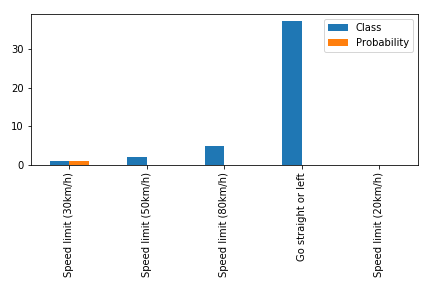 Class
Probability
30
20
10
0
Speed limit (30km/h)
Speed limit (50km/h)
Speed limit (80km/h)
Go straight or left
Speed limit (20km/h)